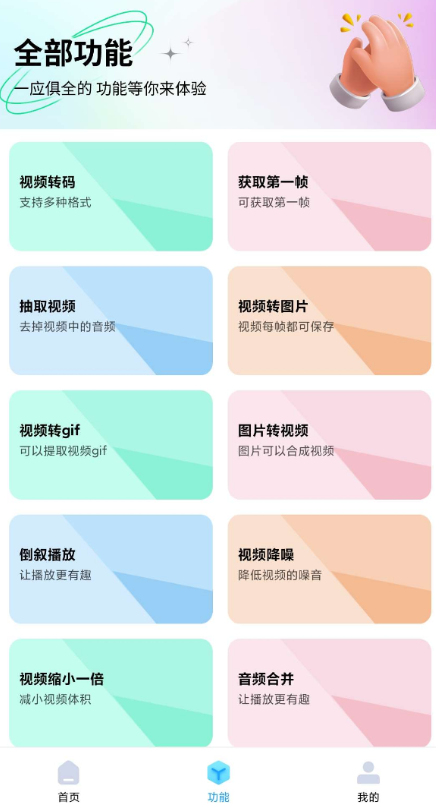 全部功能
一应俱全的 功能等你来体验
视频转码
支持多种格式
获取第一帧
可获取第一帧
抽取视频
去掉视频中的音频
视频转图片
视频每帧都可保存
视频转gif
可以提取视频gif
图片转视频
图片可以合成视频
倒叙播放
让播放更有趣
视频降噪
降低视频的噪音
视频缩小一倍
减小视频体积
音频合并
让播放更有趣
首页
功能
我的